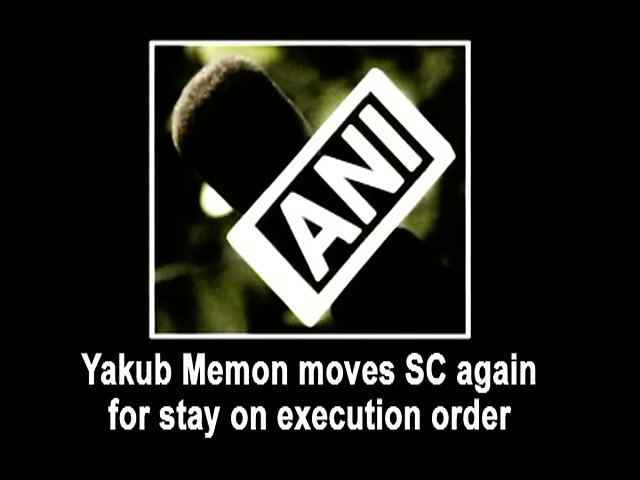 ANI
Yakub Memon moves SC again
for stay on execution order